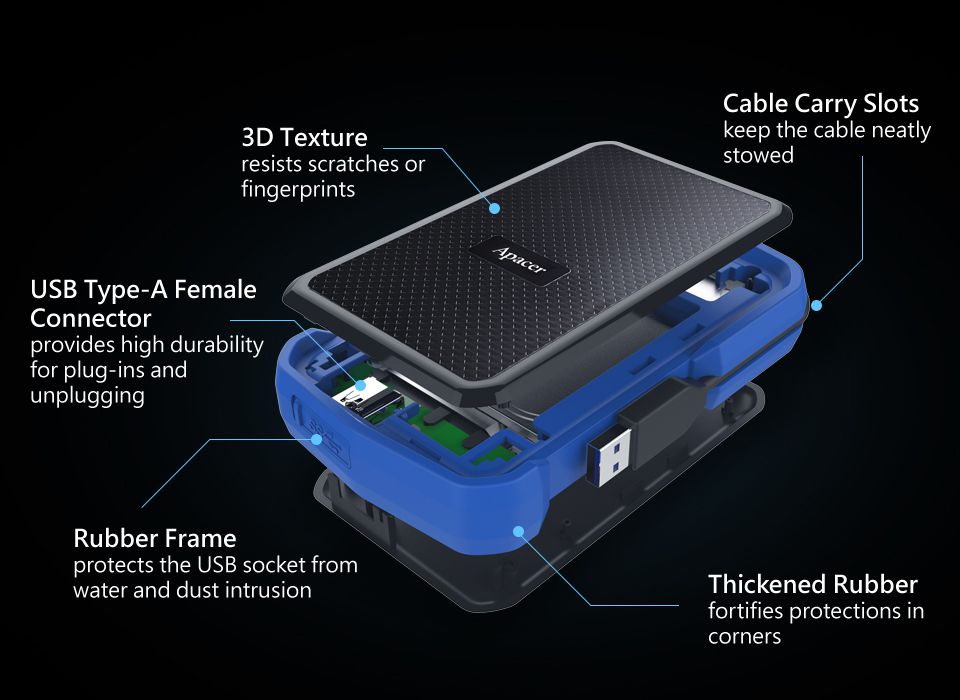 Cable Carry Slots
keep the cable neatly
stowed
3D Texture
resists scratches or
fingerprints
Apacer
USB Type-A Female
Connector
provides high durability
for plug-ins and
unplugging
Rubber Frame
protects the USB socket from
water and dust intrusion
Thickened Rubber
fortifies protections in
corners